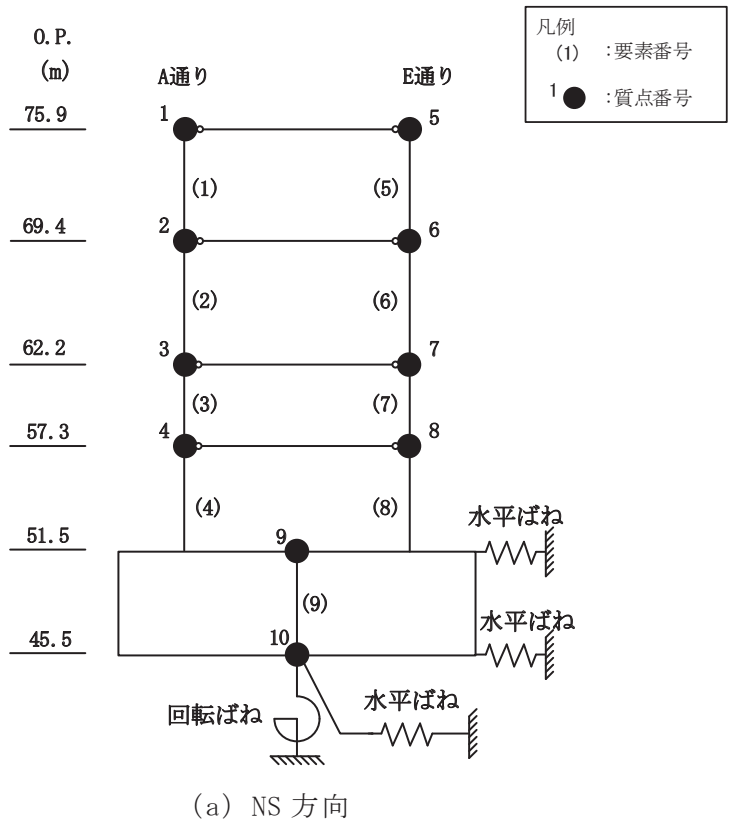 O.P.
(m)
A通り
E通り
凡例
(1) :要素番号
1 :質点番号
75.9
1
5
(1)
(5)
69.4
2
6
(2)
(6)
62.2
3
7
(3)
(7)
57.3
4
8
(4)
(8)
水平ばね
51.5
9
(9)
水平ばね
45.5
10
回転ばね
水平ばね
(a) NS 方向